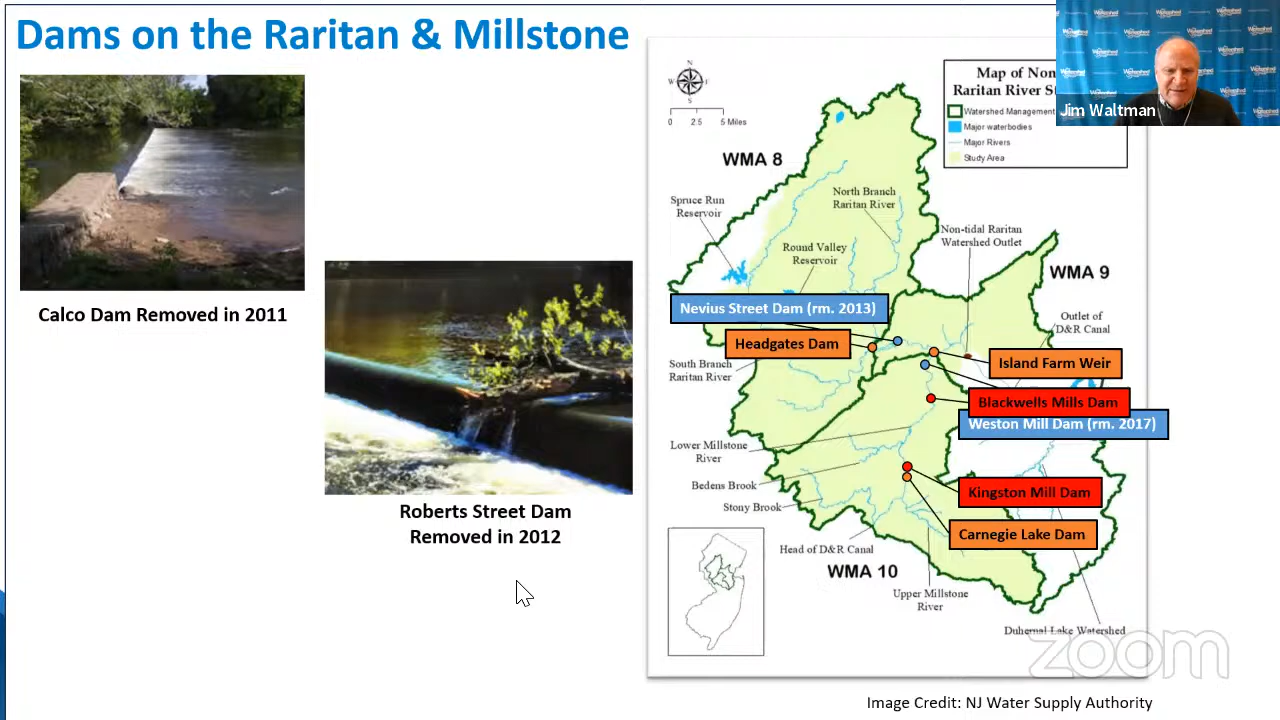 Dams on the Raritan & Millstone
Calco Dam Removed in 2011
Roberts Street Dam
Removed in 2012
N
W
E
S
0 2.5 5 Miles
Map of Non
Raritan River
Watershed Management
Major waterbodies
Major Rivers
Study Area
Jim Waltman
WMA 8
North Branch
Raritan River
Spruce Run
Reservoir
Non-tidal Raritan
Watershed Outlet
Round Valley
Reservoir
WMA 9
Nevius Street Dam (rm. 2013)
Outlet of
D&R Canal
Headgates Dam
Island Farm Weir
South Branch
Raritan River
Blackwells Mills Dam
Weston Mill Dam (rm. 2017)
Lower Millstone
River
Bedens Brook
Kingston Mill Dam
Stony Brook
Carnegie Lake Dam
Head of D&R Canal
WMA 10
Upper Millstone
River
Duhernal Lake Watershed
zoom
Image Credit: NJ Water Supply Authority